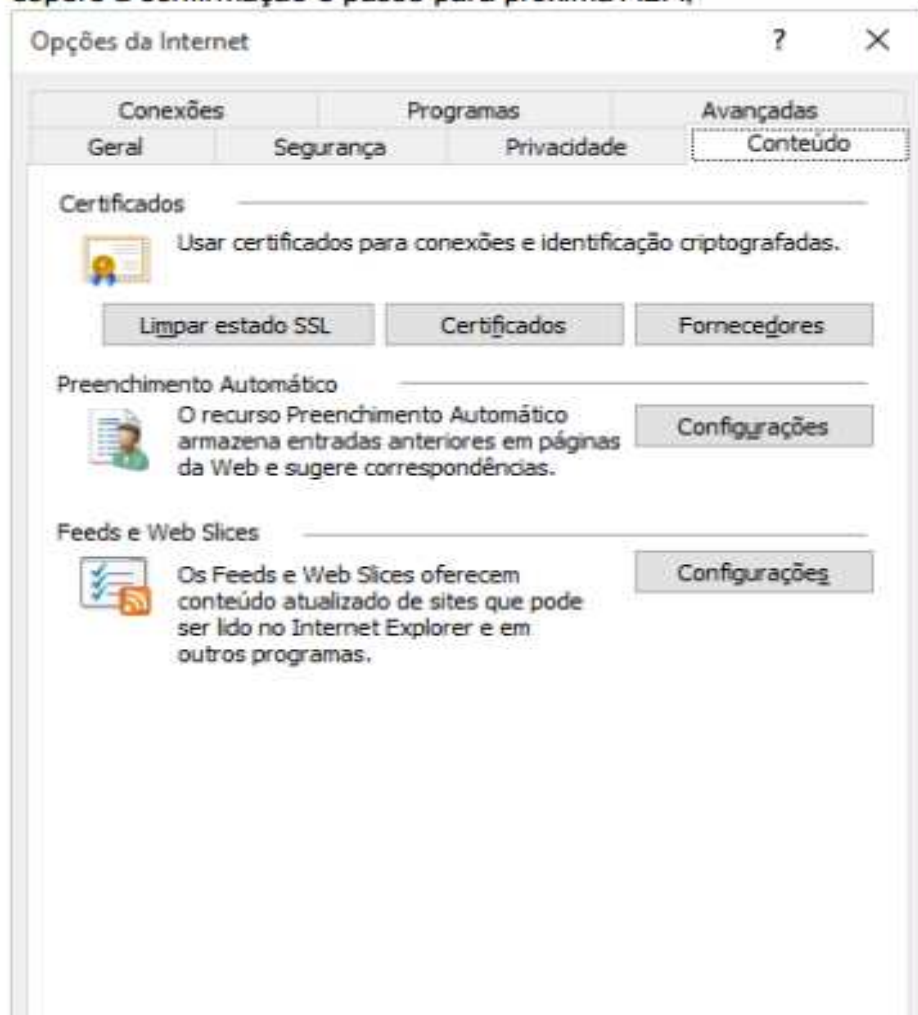 Opções da Internet ? ×
Conexões Programas Avançadas
Geral Segurança Privacidade Conteúdo
Certificados
Usar certificados para conexões e identificação criptografadas.
Limpar estado SSL Certificados Fornecedores
Preenchimento Automático
O recurso Preenchimento Automático
armazena entradas anteriores em páginas
da Web e sugere correspondências.
Configurações
Feeds e Web Slices
Os Feeds e Web Slices oferecem
conteúdo atualizado de sites que pode
ser lido no Internet Explorer e em
outros programas.
Configurações